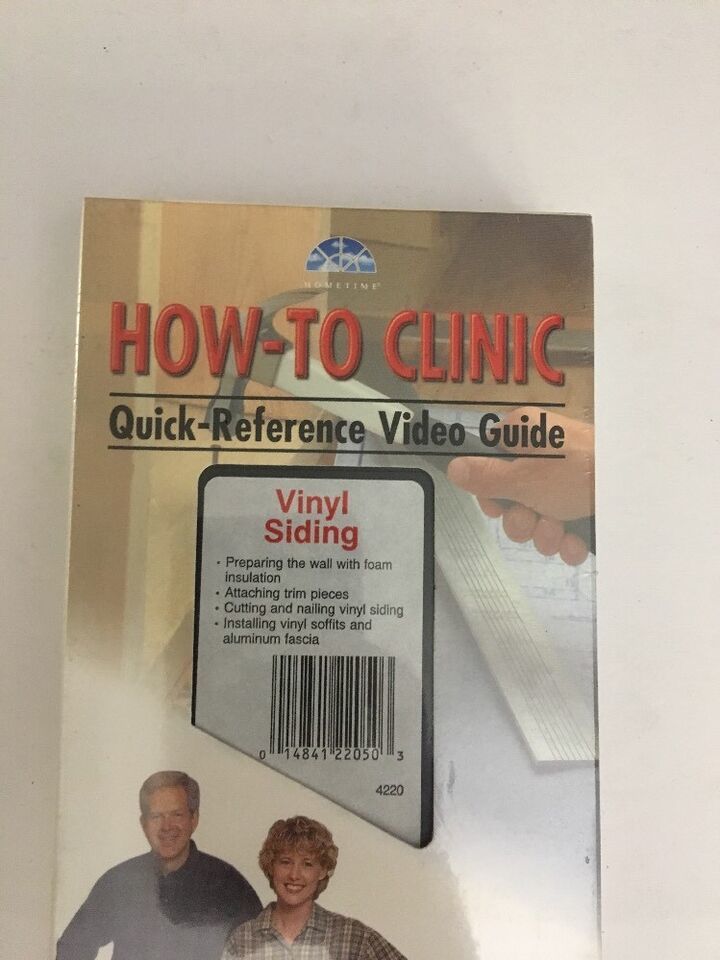 HOMETIME®
HOW-TO CLINIC
Quick-Reference Video Guide
Vinyl
Siding
• Preparing the wall with foam
insulation
• Attaching trim pieces
• Cutting and nailing vinyl siding
• Installing vinyl soffits and
aluminum fascia
0 14841 22050 3
4220